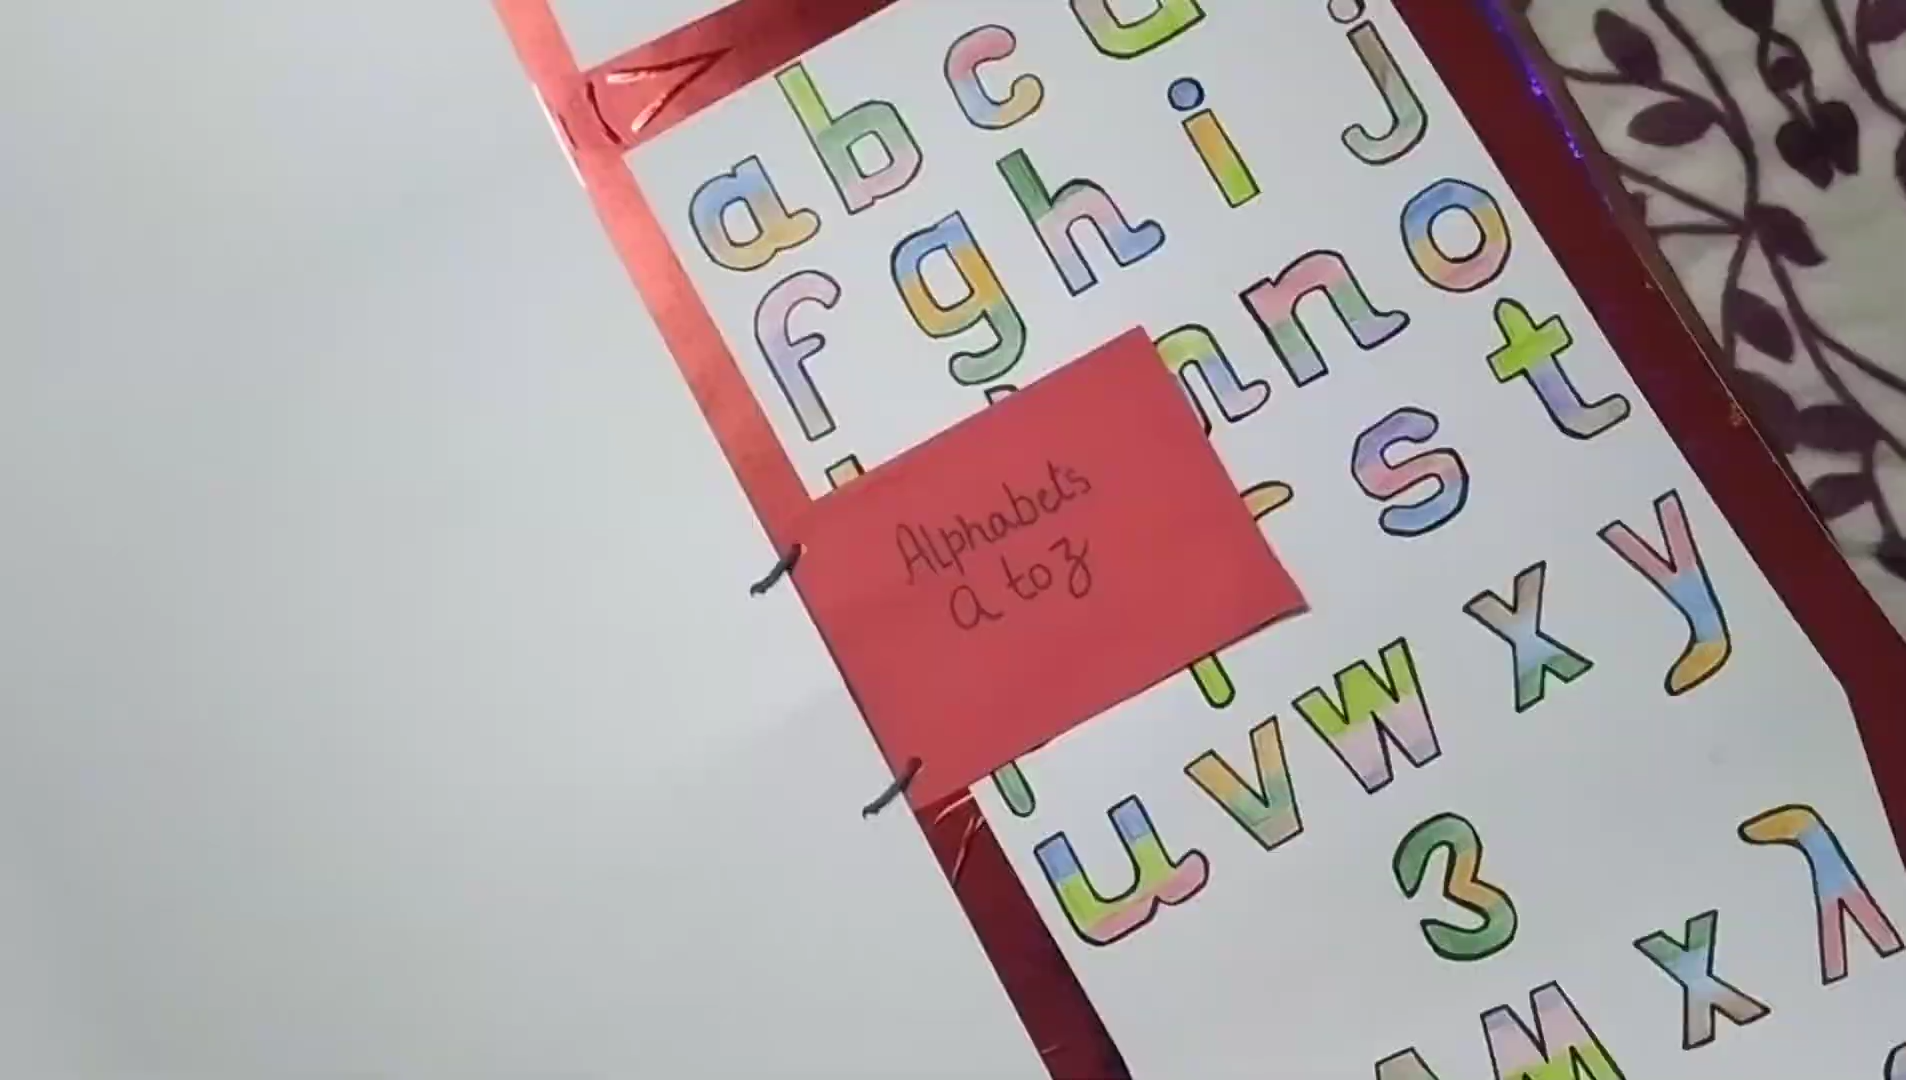 a b c d
f g h i j
n o
s t
Alphabets
a to z
u v w x y
z